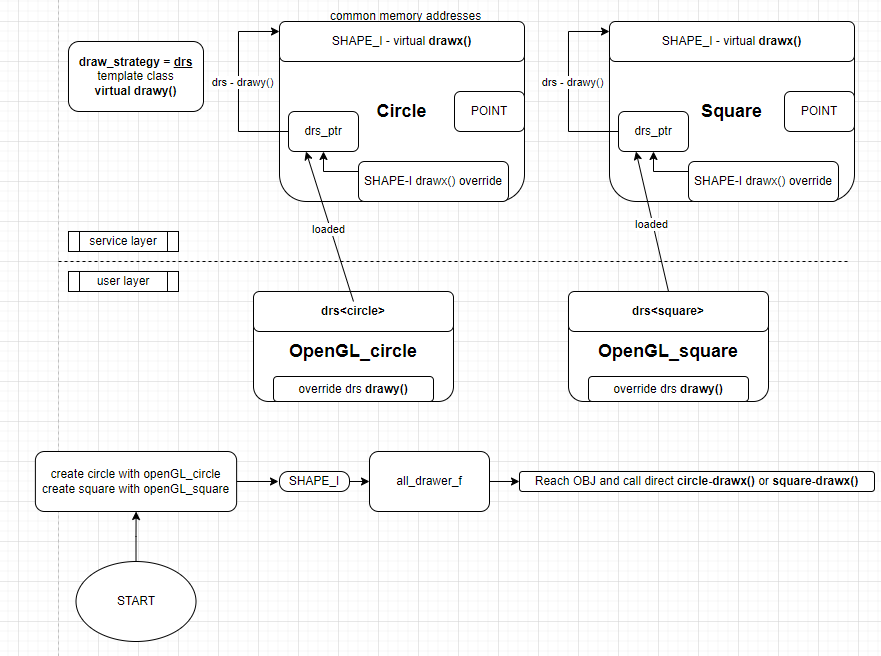 common memory addresses
SHAPE_I - virtual drawx()
SHAPE_I - virtual drawx()
draw_strategy = drs
template class
virtual drawy()
drs - drawy()
drs - drawy()
Circle
POINT
Square
POINT
drs_ptr
drs_ptr
SHAPE-I drawx() override
SHAPE-I drawx() override
loaded
loaded
service layer
user layer
drs<circle>
drs<square>
OpenGL_circle
OpenGL_square
override drs drawy()
override drs drawy()
create circle with openGL_circle
create square with openGL_square
SHAPE_I
all_drawer_f
Reach OBJ and call direct circle-drawx() or square-drawx()
START